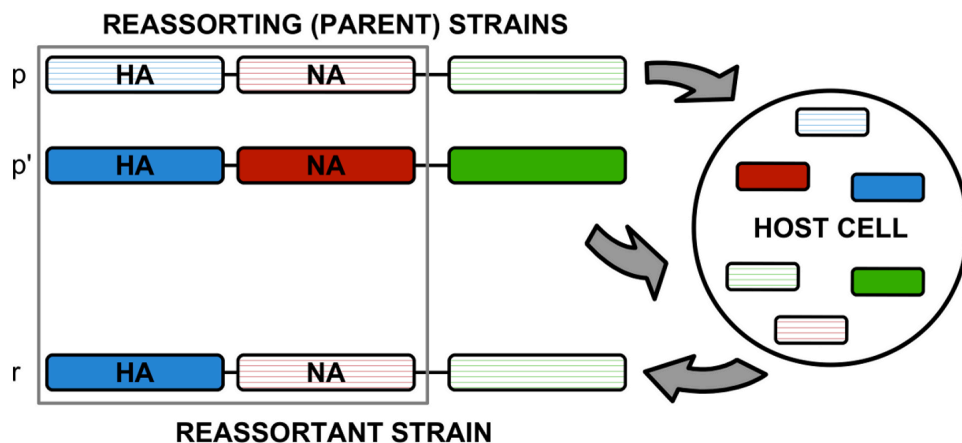 REASSORTING (PARENT) STRAINS
p HA NA
p' HA NA
HOST CELL
r HA NA
REASSORTANT STRAIN